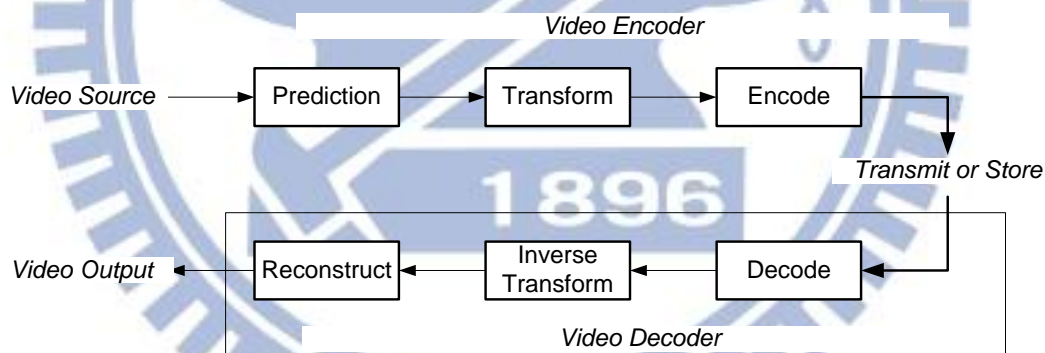 Video Encoder
Video Source
Prediction
Transform
Encode
Transmit or Store
1896
Video Output
Reconstruct
Inverse
Transform
Decode
Video Decoder